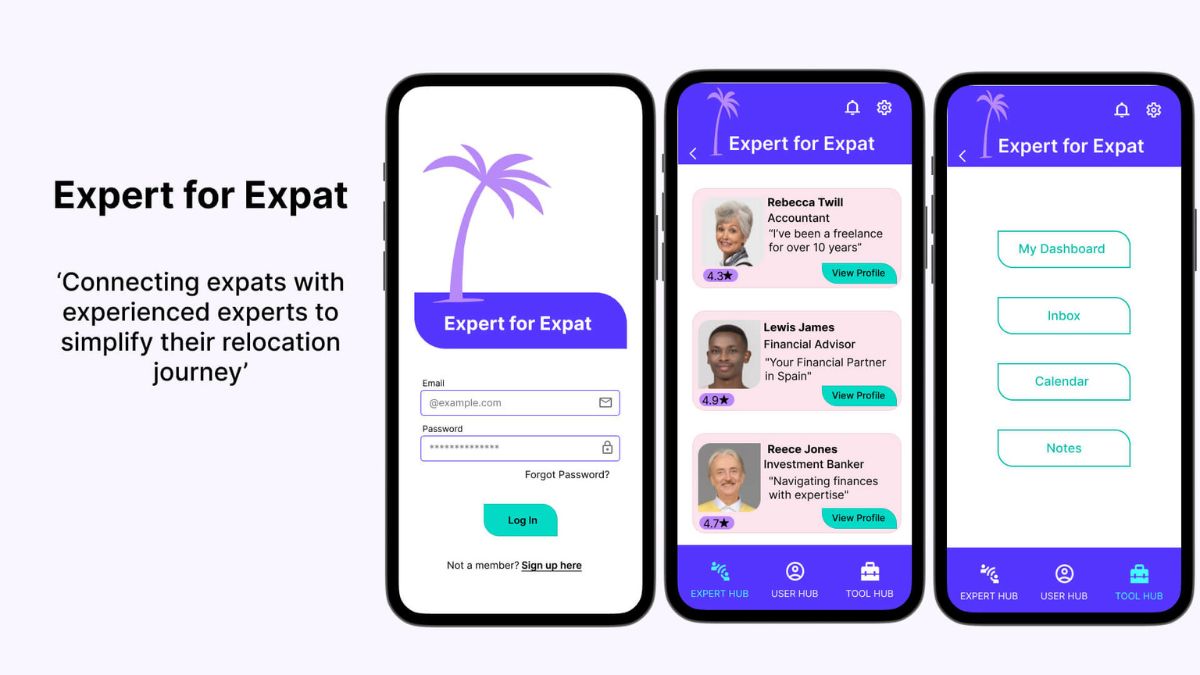 Expert for Expat
‘Connecting expats with
experienced experts to
simplify their relocation
journey’
Expert for Expat
Email
@example.com
Password
**************
Forgot Password?
Log In
Not a member? Sign up here
Expert for Expat
Rebecca Twill
Accountant
“I’ve been a freelance
for over 10 years”
4.3★
View Profile
Lewis James
Financial Advisor
"Your Financial Partner
in Spain"
4.9★
View Profile
Reece Jones
Investment Banker
"Navigating finances
with expertise"
4.7★
View Profile
EXPERT HUB
USER HUB
TOOL HUB
Expert for Expat
My Dashboard
Inbox
Calendar
Notes
EXPERT HUB
USER HUB
TOOL HUB